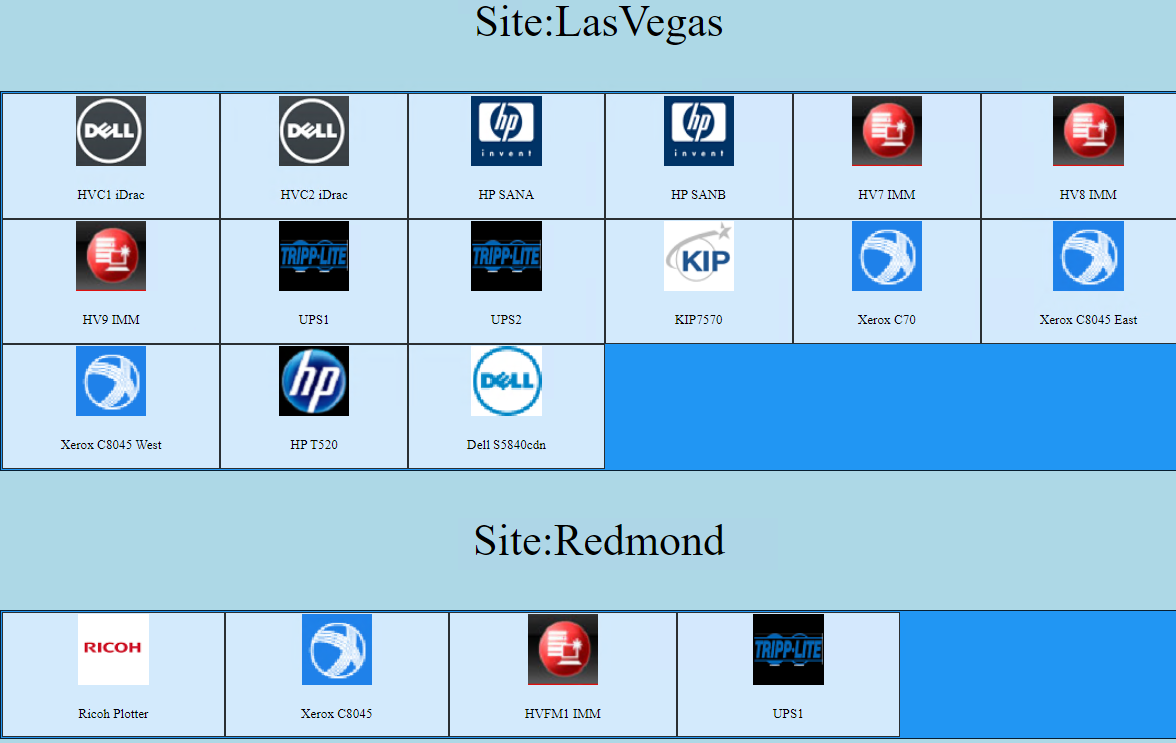 Site:LasVegas
DELL DELL hp hp
invent invent
HVC1 iDrac HVC2 iDrac HP SANA HP SANB HV7 IMM HV8 IMM
TRIPP-LITE TRIPP-LITE KIP
HV9 IMM UPS1 UPS2 KIP7570 Xerox C70 Xerox C8045 East
hp DELL
Xerox C8045 West HP T520 Dell S5840cdn
Site:Redmond
RICOH TRIPP-LITE
Ricoh Plotter Xerox C8045 HVFM1 IMM UPS1